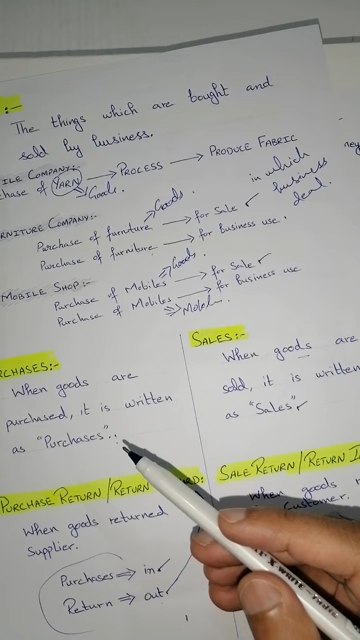 :-
The things which are bought and
sold by business.
ILE COMPANY:-
chase of YARN → PROCESS → PRODUCE FABRIC
Goods.
in which
business
deal.
RNITURE COMPANY:-
Goods.
Purchase of furniture → for Sale ✓
Purchase of furniture → for Business use.
MOBILE SHOP:-
Goods.
Purchase of Mobiles → for Sale ✓
Purchase of Mobiles → for Business use
RCHASES:-
When goods are
purchased, it is written
as "Purchases".
SALES:-
When goods are
sold, it is written
as "Sales" ✓
PURCHASE RETURN/RETURN
When goods returned
Supplier.
Purchases ⇒ in ✓
Return ⇒ out ✓
SALE RETURN/RETURN I
When goods
Customer.